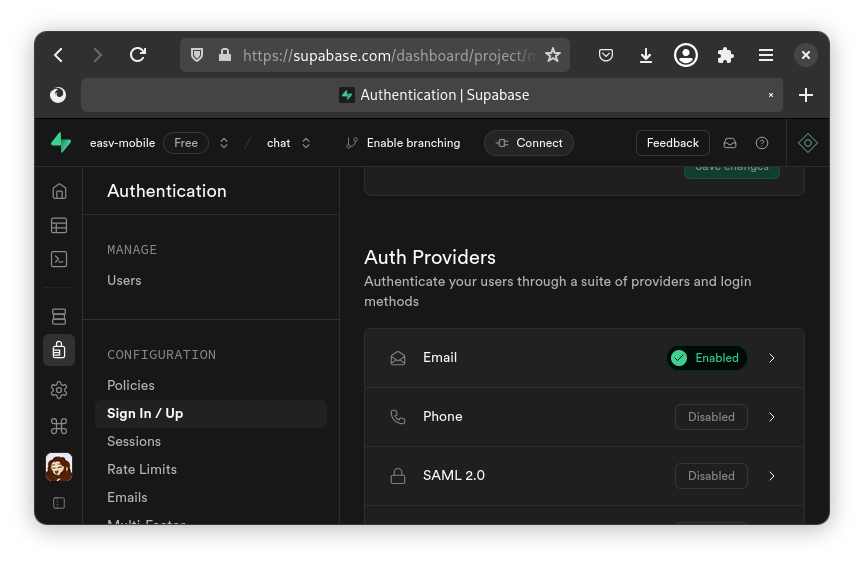 https://supabase.com/dashboard/project/
Authentication | Supabase
easv-mobile Free / chat Enable branching Connect Feedback
Authentication
MANAGE
Users
CONFIGURATION
Policies
Sign In / Up
Sessions
Rate Limits
Emails
Multi-Factor
Save changes
Auth Providers
Authenticate your users through a suite of providers and login
methods
Email Enabled
Phone Disabled
SAML 2.0 Disabled